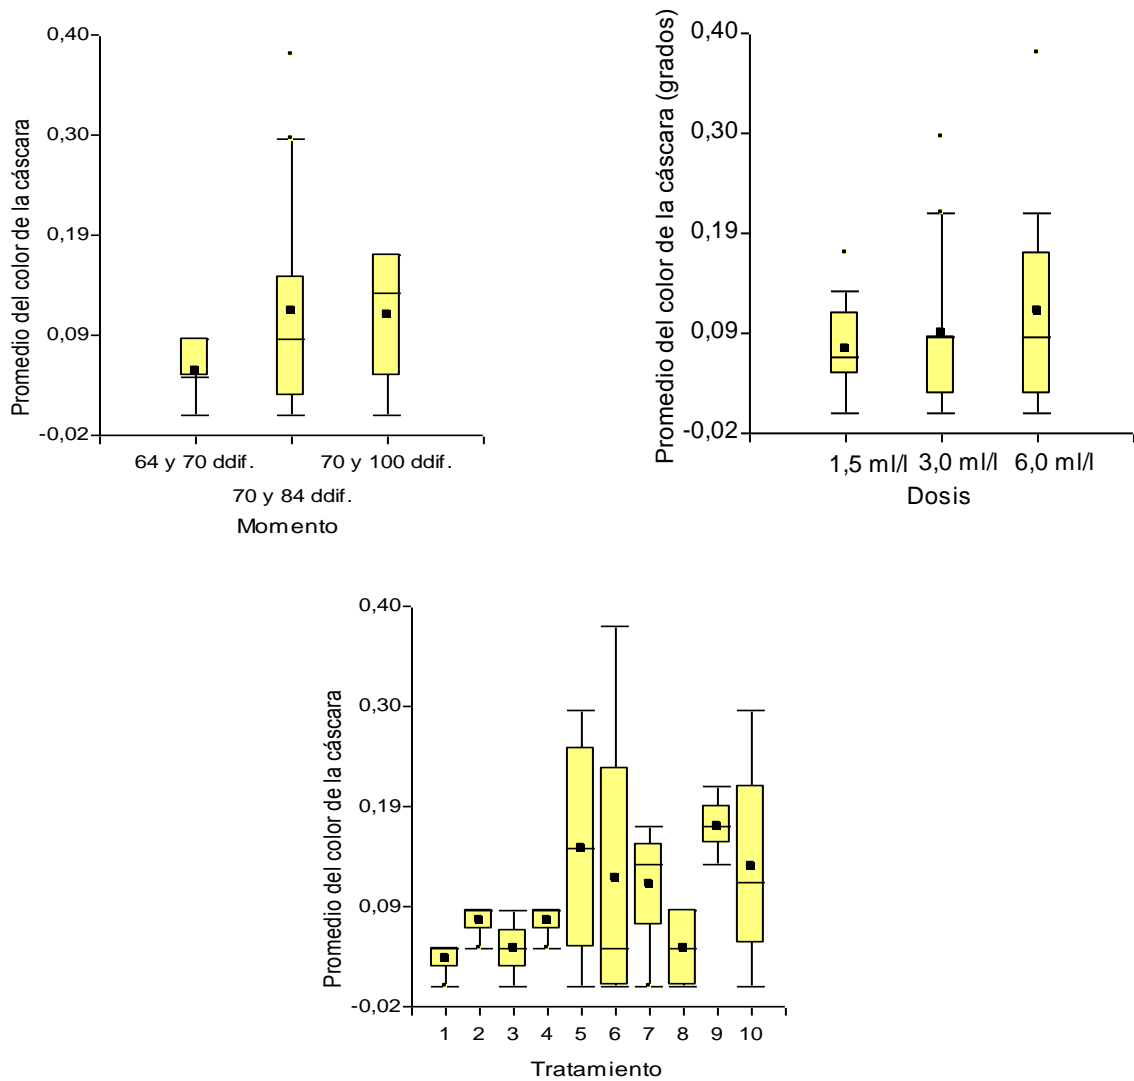 Promedio del color de la cáscara
0,40
0,30
0,19
0,09
-0,02
64 y 70 ddif. 70 y 100 ddif.
70 y 84 ddif.
Momento
Promedio del color de la cáscara (grados)
0,40
0,30
0,19
0,09
-0,02
1,5 ml/l 3,0 ml/l 6,0 ml/l
Dosis
Promedio del color de la cáscara
0,40
0,30
0,19
0,09
-0,02
1 2 3 4 5 6 7 8 9 10
Tratamiento